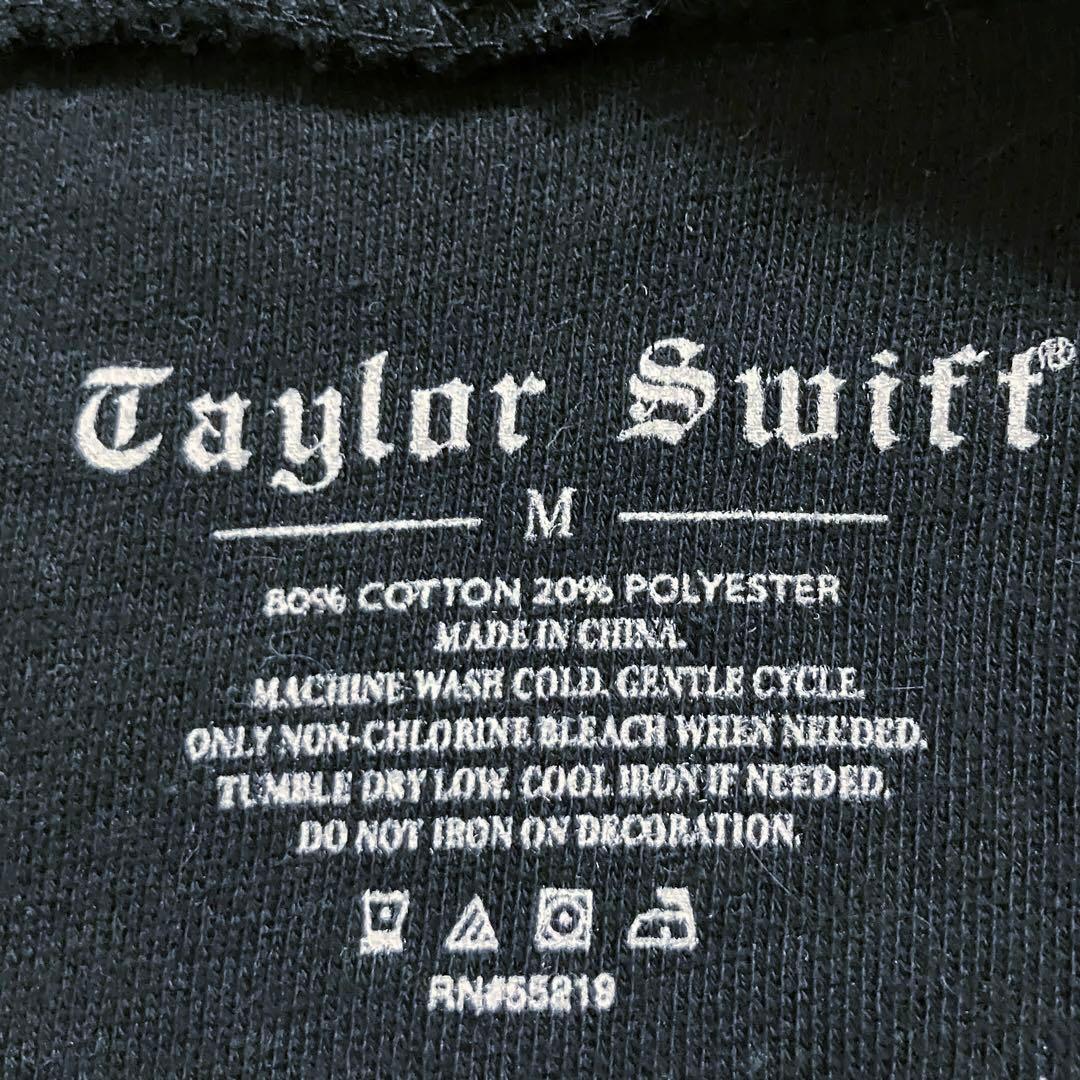 Taylor Swift®
M
80% COTTON 20% POLYESTER
MADE IN CHINA.
MACHINE WASH COLD. GENTLE CYCLE.
ONLY NON-CHLORINE BLEACH WHEN NEEDED.
TUMBLE DRY LOW. COOL IRON IF NEEDED.
DO NOT IRON ON DECORATION.
RN#55219